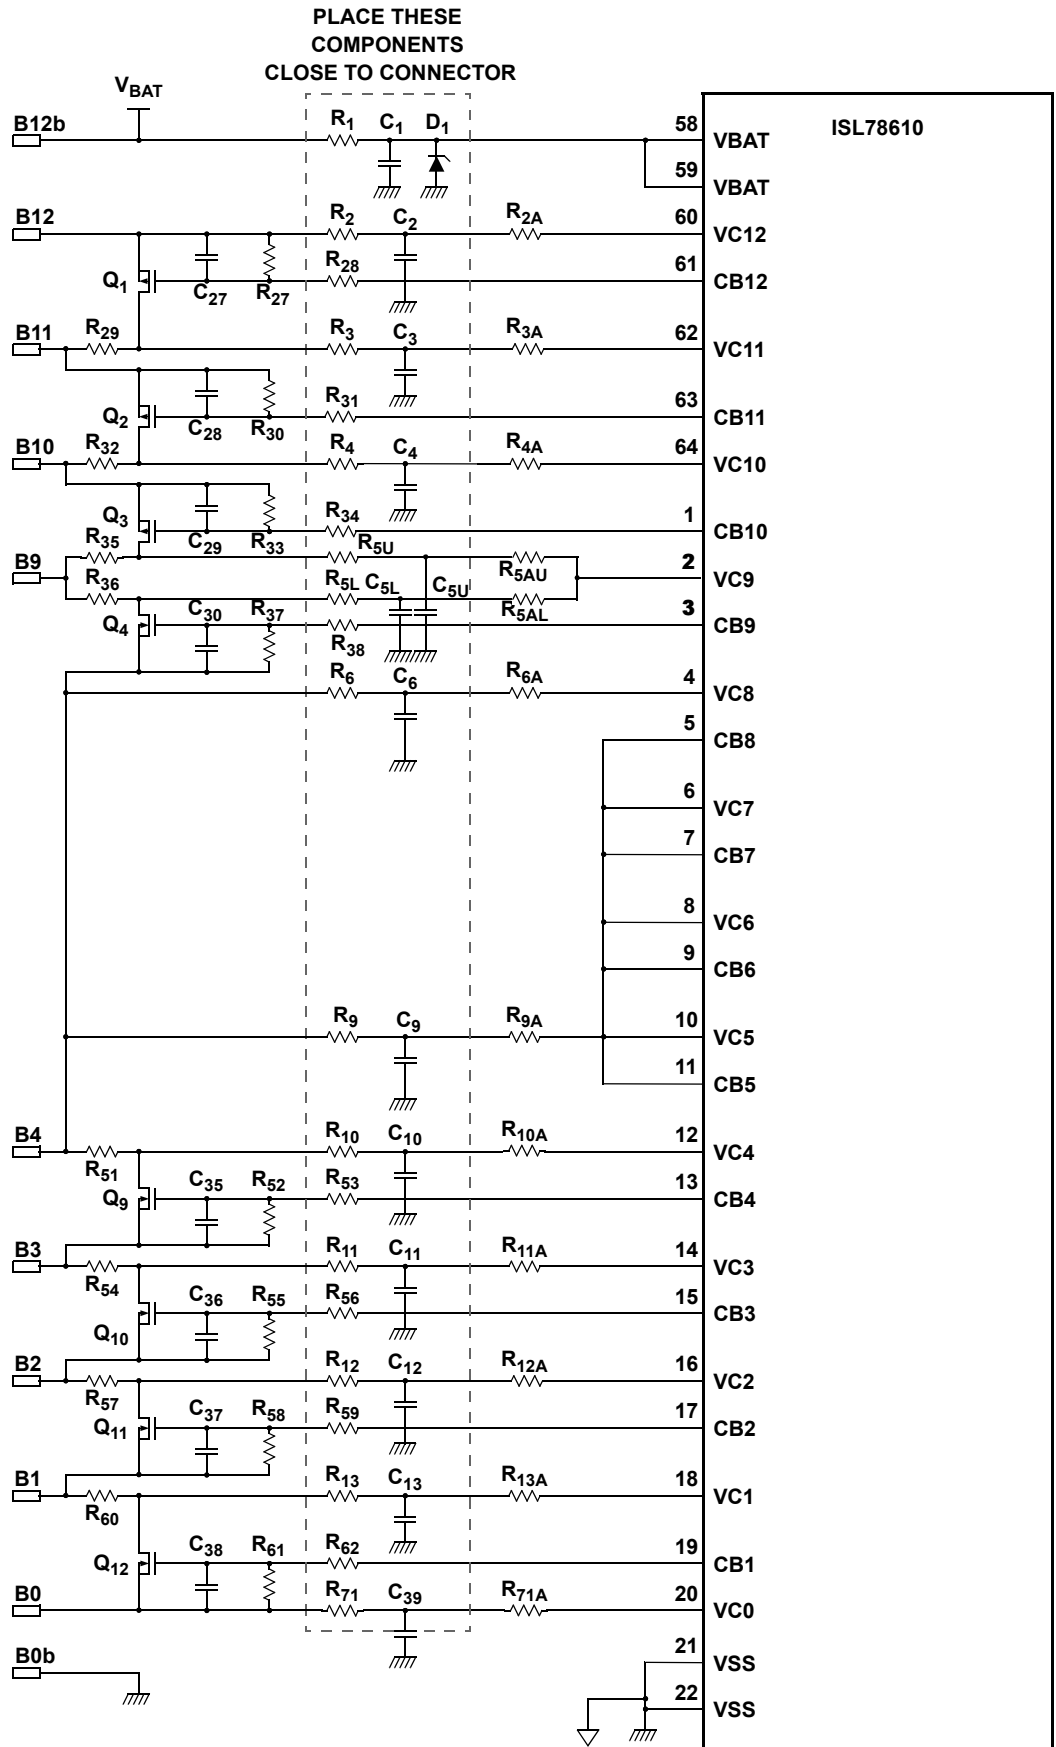 PLACE THESE
COMPONENTS
CLOSE TO CONNECTOR
VBAT
B12b R1 C1 D1 58 VBAT ISL78610
59 VBAT
B12 R2 C2 R2A 60 VC12
Q1 C27 R27 R28 61 CB12
B11 R29 R3 C3 R3A 62 VC11
Q2 C28 R30 R31 63 CB11
B10 R32 R4 C4 R4A 64 VC10
Q3 C29 R33 R34 1 CB10
R35 R5U R5AU
B9 2 VC9
R36 R5L C5L C5U R5AL
Q4 C30 R37 R38 3 CB9
R6 C6 R6A 4 VC8
5 CB8
6 VC7
7 CB7
8 VC6
9 CB6
R9 C9 R9A 10 VC5
11 CB5
B4 R51 R10 C10 R10A 12 VC4
Q9 C35 R52 R53 13 CB4
B3 R54 R11 C11 R11A 14 VC3
Q10 C36 R55 R56 15 CB3
B2 R57 R12 C12 R12A 16 VC2
Q11 C37 R58 R59 17 CB2
B1 R60 R13 C13 R13A 18 VC1
Q12 C38 R61 R62 19 CB1
B0 R71 C39 R71A 20 VC0
B0b 21 VSS
22 VSS